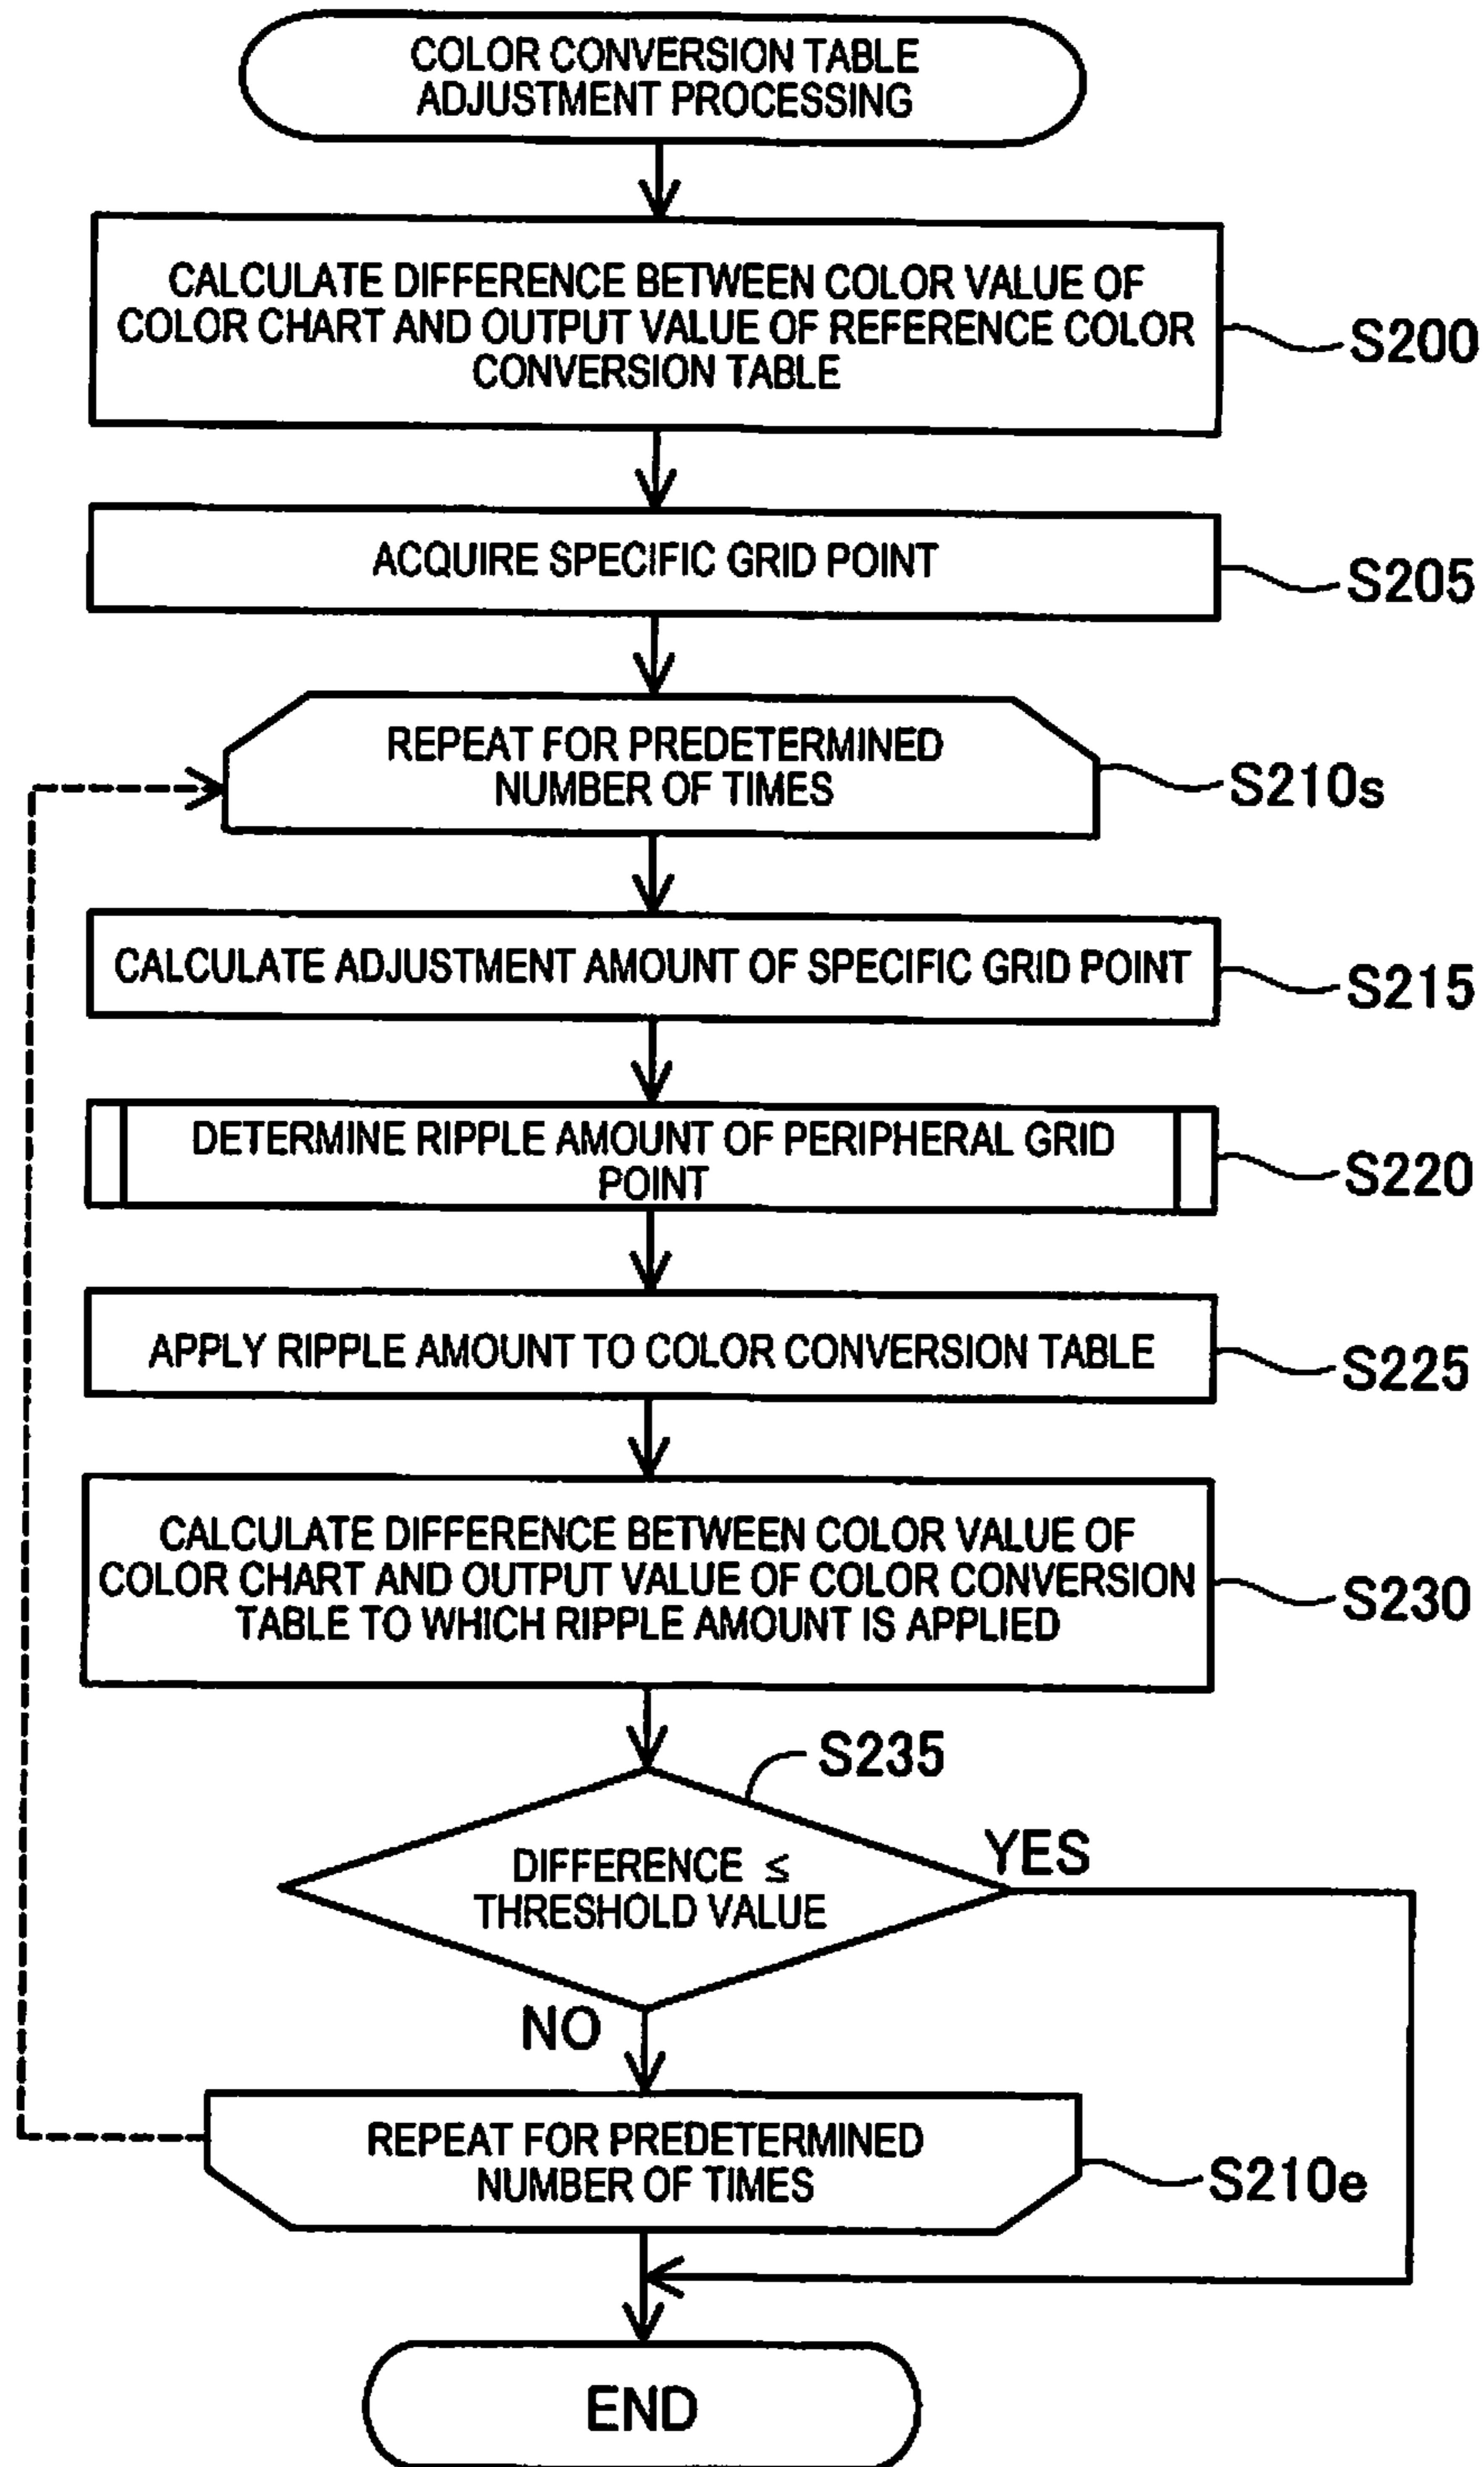 COLOR CONVERSION TABLE
ADJUSTMENT PROCESSING
CALCULATE DIFFERENCE BETWEEN COLOR VALUE OF
COLOR CHART AND OUTPUT VALUE OF REFERENCE COLOR
CONVERSION TABLE
S200
ACQUIRE SPECIFIC GRID POINT
S205
REPEAT FOR PREDETERMINED
NUMBER OF TIMES
S210s
CALCULATE ADJUSTMENT AMOUNT OF SPECIFIC GRID POINT
S215
DETERMINE RIPPLE AMOUNT OF PERIPHERAL GRID
POINT
S220
APPLY RIPPLE AMOUNT TO COLOR CONVERSION TABLE
S225
CALCULATE DIFFERENCE BETWEEN COLOR VALUE OF
COLOR CHART AND OUTPUT VALUE OF COLOR CONVERSION
TABLE TO WHICH RIPPLE AMOUNT IS APPLIED
S230
S235
DIFFERENCE ≤
THRESHOLD VALUE
YES
NO
REPEAT FOR PREDETERMINED
NUMBER OF TIMES
S210e
END